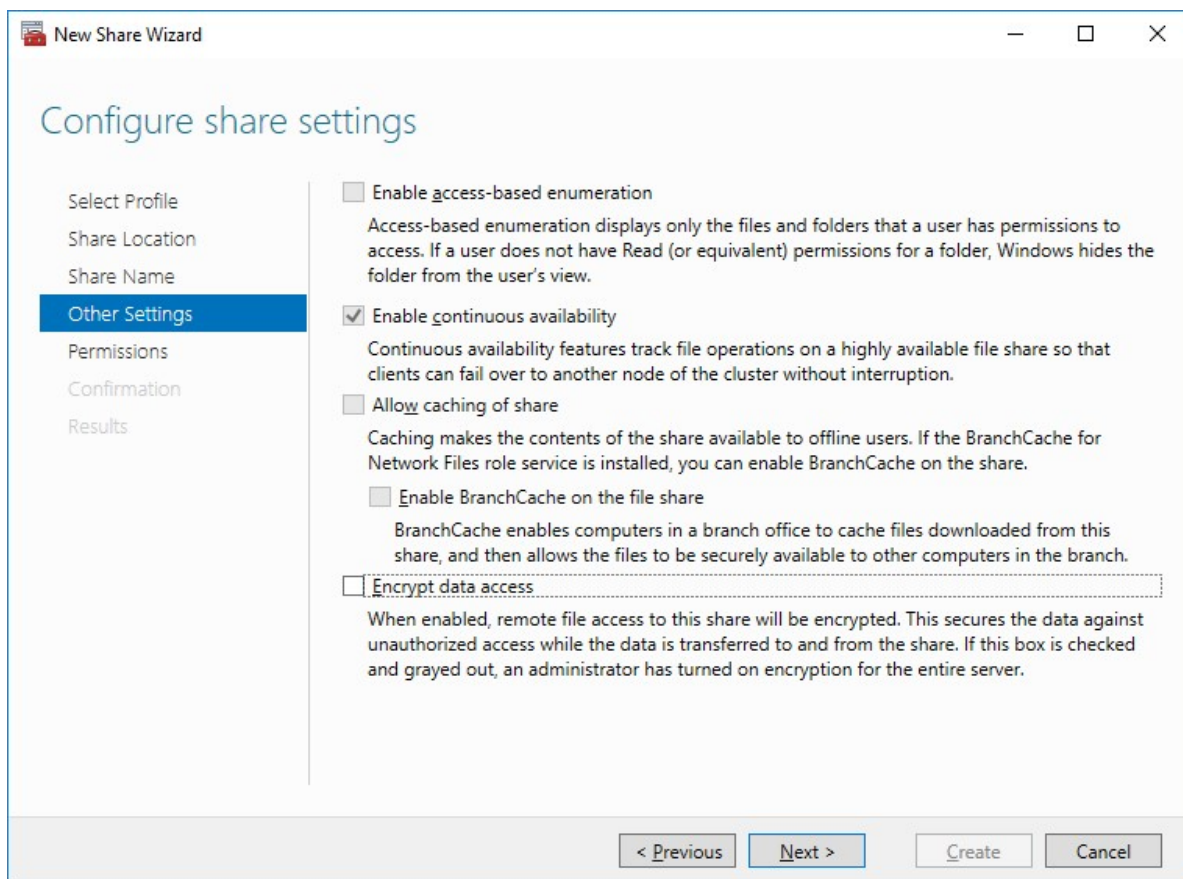 New Share Wizard
Configure share settings
Select Profile
Share Location
Share Name
Other Settings
Permissions
Confirmation
Results
Enable access-based enumeration
Access-based enumeration displays only the files and folders that a user has permissions to
access. If a user does not have Read (or equivalent) permissions for a folder, Windows hides the
folder from the user's view.
Enable continuous availability
Continuous availability features track file operations on a highly available file share so that
clients can fail over to another node of the cluster without interruption.
Allow caching of share
Caching makes the contents of the share available to offline users. If the BranchCache for
Network Files role service is installed, you can enable BranchCache on the share.
Enable BranchCache on the file share
BranchCache enables computers in a branch office to cache files downloaded from this
share, and then allows the files to be securely available to other computers in the branch.
Encrypt data access
When enabled, remote file access to this share will be encrypted. This secures the data against
unauthorized access while the data is transferred to and from the share. If this box is checked
and grayed out, an administrator has turned on encryption for the entire server.
< Previous
Next >
Create
Cancel